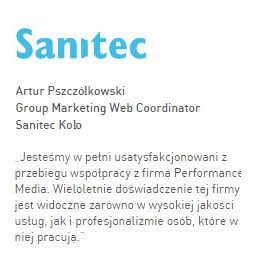 Sanitec
Artur Pszczółkowski
Group Marketing Web Coordinator
Sanitec Koło
„Jesteśmy w pełni usatysfakcjonowani z
przebiegu współpracy z firma Performance
Media. Wieloletnie doświadczenie tej firmy
jest widoczne zarówno w wysokiej jakości
usług, jak i profesjonalizmie osób, które w
niej pracują.”